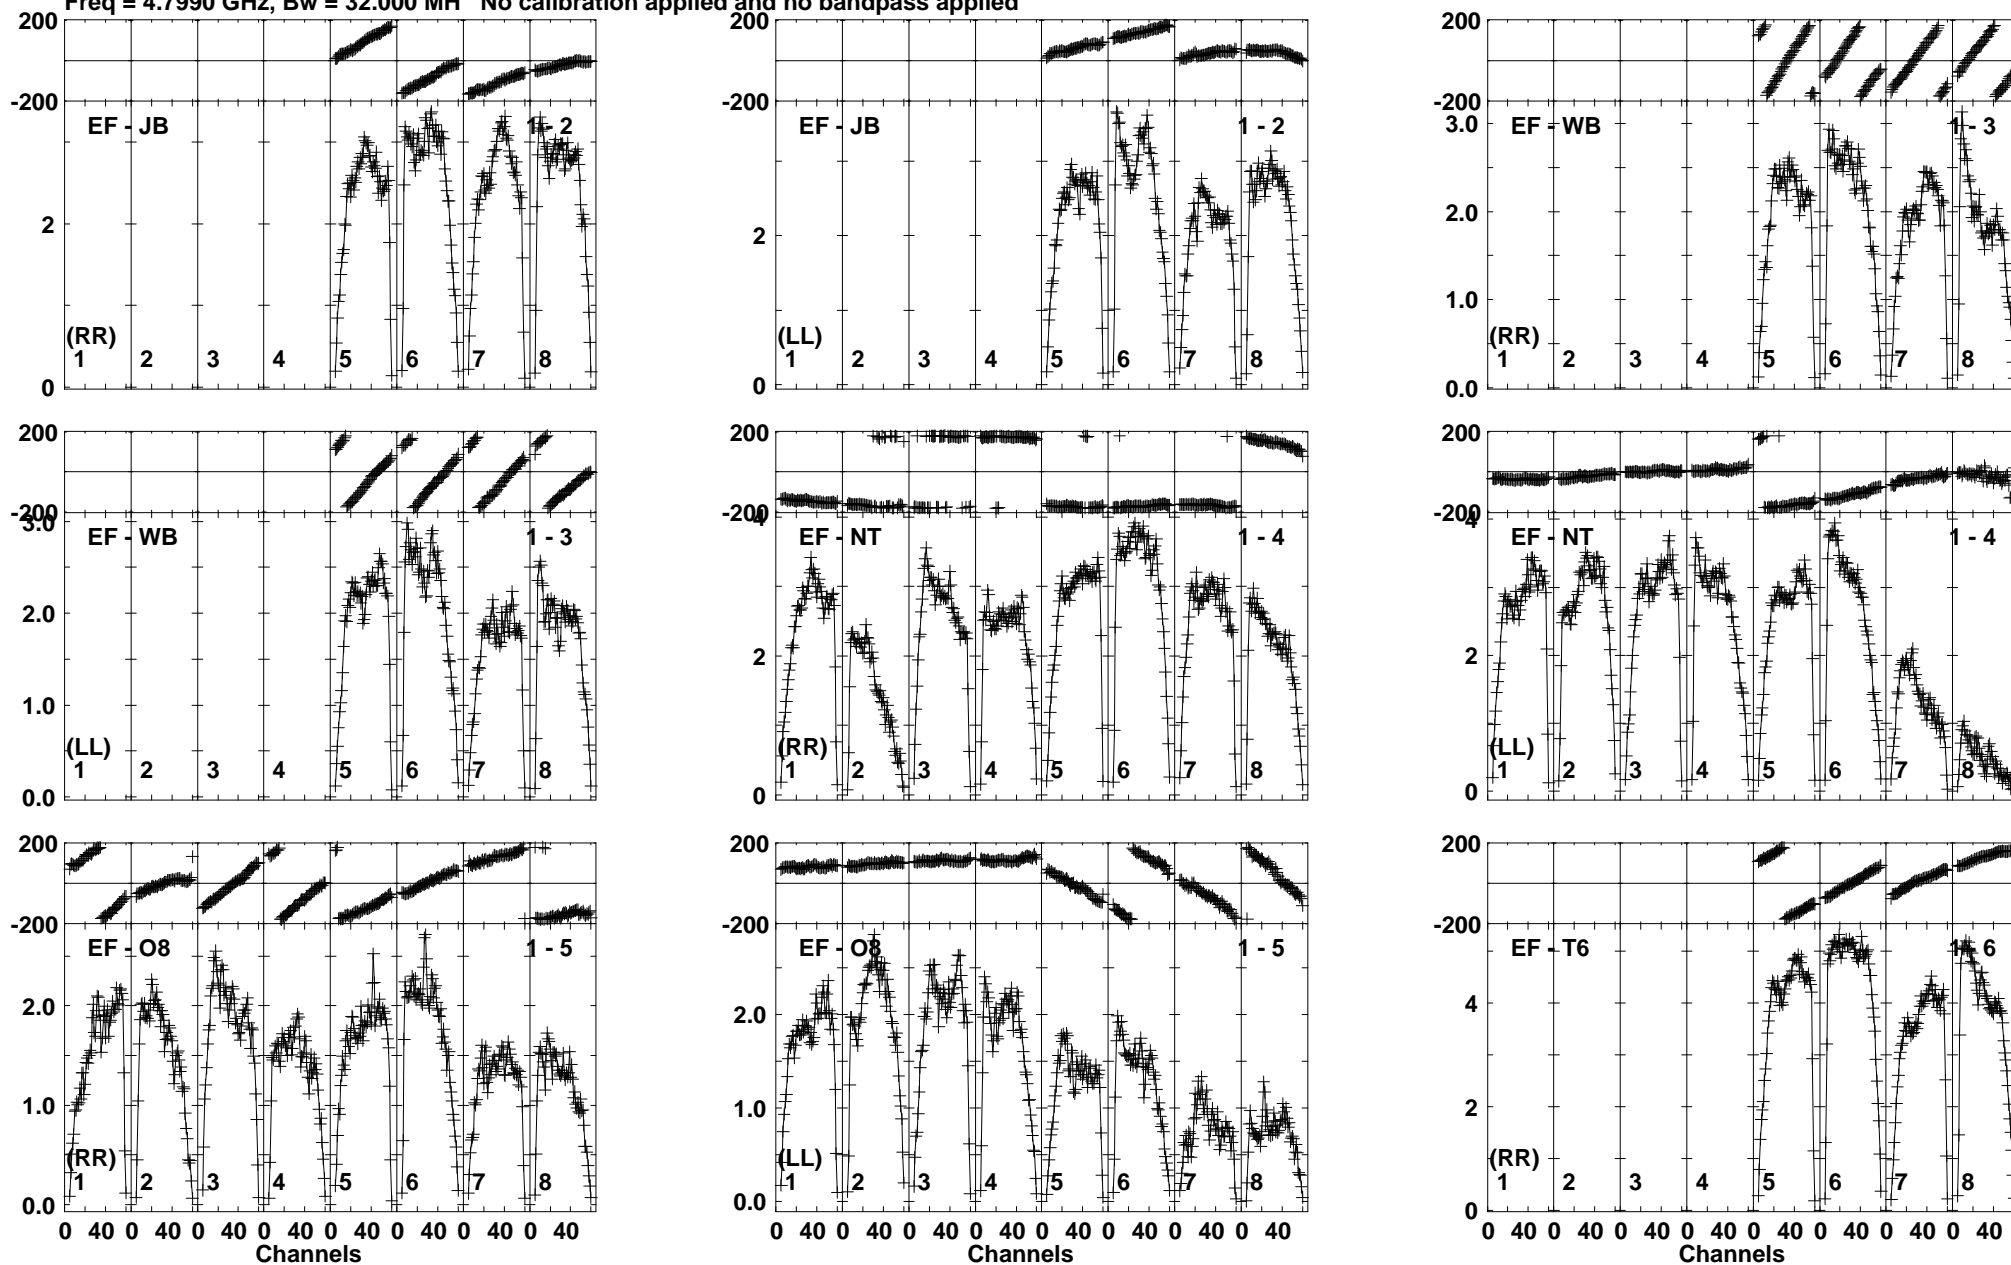 Freq = 4.7990 GHz, Bw = 32.000 MH No calibration applied and no bandpass applied
200
-200
EF - JB 1 - 2
2
0
(RR)
1 2 3 4 5 6 7 8
200
-200
EF - JB 1 - 2
2
0
(LL)
1 2 3 4 5 6 7 8
200
-200
EF - WB 1 - 3
3.0
2.0
1.0
0.0
(RR)
1 2 3 4 5 6 7 8
200
-200
EF - WB 1 - 3
3.0
2.0
1.0
0.0
(LL)
1 2 3 4 5 6 7 8
200
-200
EF - NT 1 - 4
4
2
0
(RR)
1 2 3 4 5 6 7 8
200
-200
EF - NT 1 - 4
4
2
0
(LL)
1 2 3 4 5 6 7 8
200
-200
EF - O8 1 - 5
2.0
1.0
0.0
(RR)
1 2 3 4 5 6 7 8
0 40 0 40 0 40 0 40 0 40 0 40 0 40 0 40
Channels
200
-200
EF - O8 1 - 5
2.0
1.0
0.0
(LL)
1 2 3 4 5 6 7 8
0 40 0 40 0 40 0 40 0 40 0 40 0 40 0 40
Channels
200
-200
EF - T6 1 - 6
4
2
0
(RR)
1 2 3 4 5 6 7 8
0 40 0 40 0 40 0 40 0 40 0 40 0 40 0 40
Channels